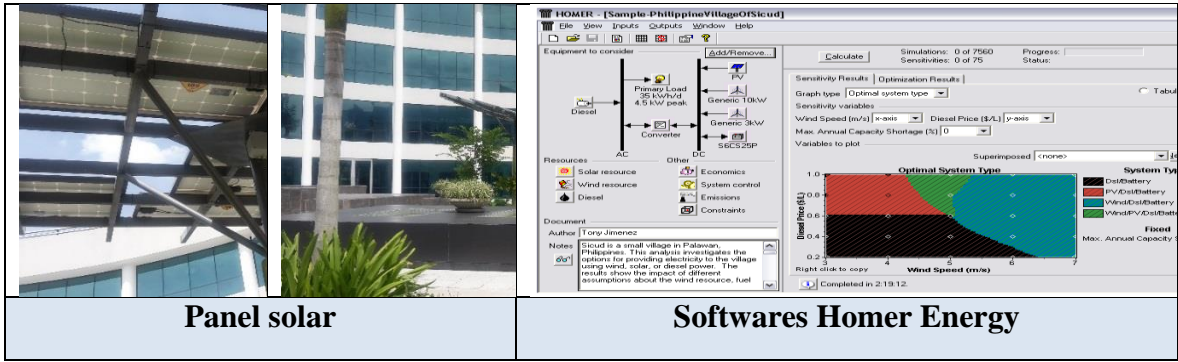 HOMER - [Sample-PhilippineVillageOfSicud]
File View Inputs Outputs Window Help
Equipment to consider
Add/Remove...
Primary Load
35 kWh/d
4.5 kW peak
PV
Generic 10kW
Diesel
Generic 3kW
Converter
S6CS25P
AC
DC
Resources
Other
Solar resource
Economics
Wind resource
System control
Diesel
Emissions
Constraints
Document
Author Tony Jimenez
Notes
Sicud is a small village in Palawan,
Philippines. This analysis investigates the
options for providing electricity to the village
using wind, solar, or diesel power. The
results show the impact of different
assumptions about the wind resource, fuel
Calculate
Simulations: 0 of 7560
Progress:
Sensitivities: 0 of 75
Status:
Sensitivity Results
Optimization Results
Graph type Optimal system type
Tabul
Sensitivity variables
Wind Speed (m/s) x-axis Diesel Price ($/L) y-axis
Max. Annual Capacity Shortage (%) 0
Variables to plot
Superimposed <none>
Optimal System Type
System Ty
Dsl/Battery
PV/Dsl/Battery
Wind/Dsl/Battery
Wind/PV/Dsl/Batte
Fixed
Max. Annual Capacity S
Diesel Price ($/L)
1.0
0.8
0.6
0.4
0.2
3 4 5 6 7
Right click to copy
Wind Speed (m/s)
Completed in 2:19:12.
Panel solar
Softwares Homer Energy